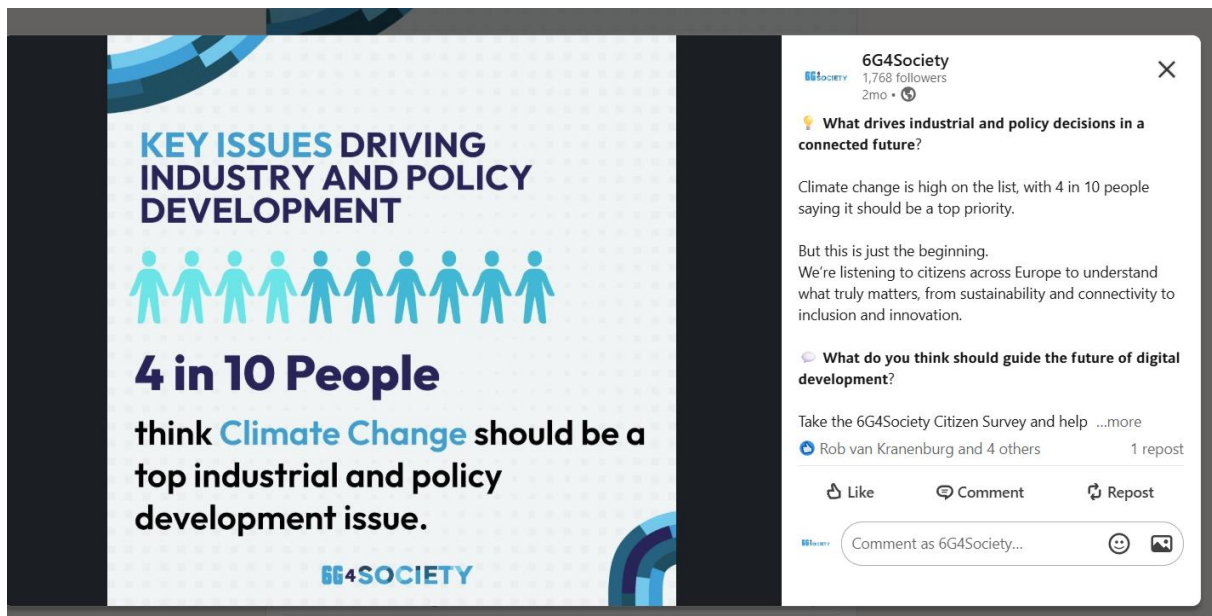 KEY ISSUES DRIVING
INDUSTRY AND POLICY
DEVELOPMENT
4 in 10 People
think Climate Change should be a
top industrial and policy
development issue.
6G4SOCIETY
6G4SOCIETY
6G4Society
1,768 followers
2mo •
What drives industrial and policy decisions in a
connected future?
Climate change is high on the list, with 4 in 10 people
saying it should be a top priority.
But this is just the beginning.
We're listening to citizens across Europe to understand
what truly matters, from sustainability and connectivity to
inclusion and innovation.
What do you think should guide the future of digital
development?
Take the 6G4Society Citizen Survey and help ...more
Rob van Kranenburg and 4 others 1 repost
Like Comment Repost
6G4SOCIETY Comment as 6G4Society...